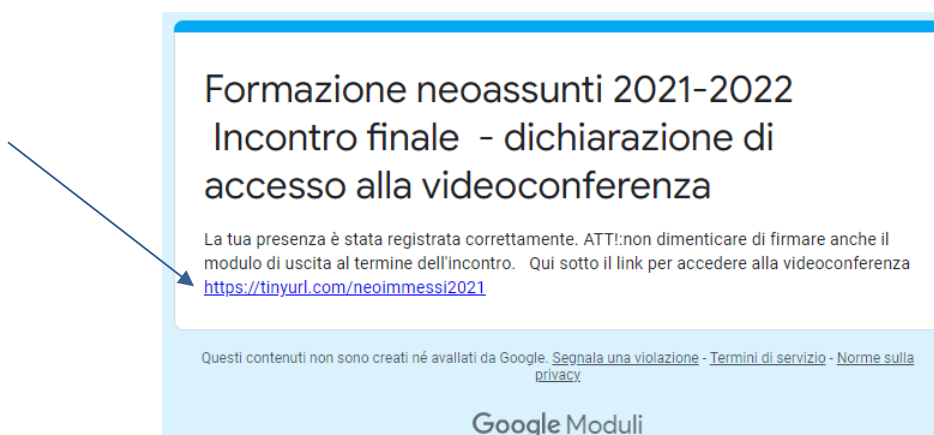 Formazione neoassunti 2021-2022
Incontro finale - dichiarazione di
accesso alla videoconferenza
La tua presenza è stata registrata correttamente. ATT!:non dimenticare di firmare anche il
modulo di uscita al termine dell'incontro. Qui sotto il link per accedere alla videoconferenza
https://tinyurl.com/neoimmessi2021
Questi contenuti non sono creati né avallati da Google. Segnala una violazione - Termini di servizio - Norme sulla
privacy
Google Moduli